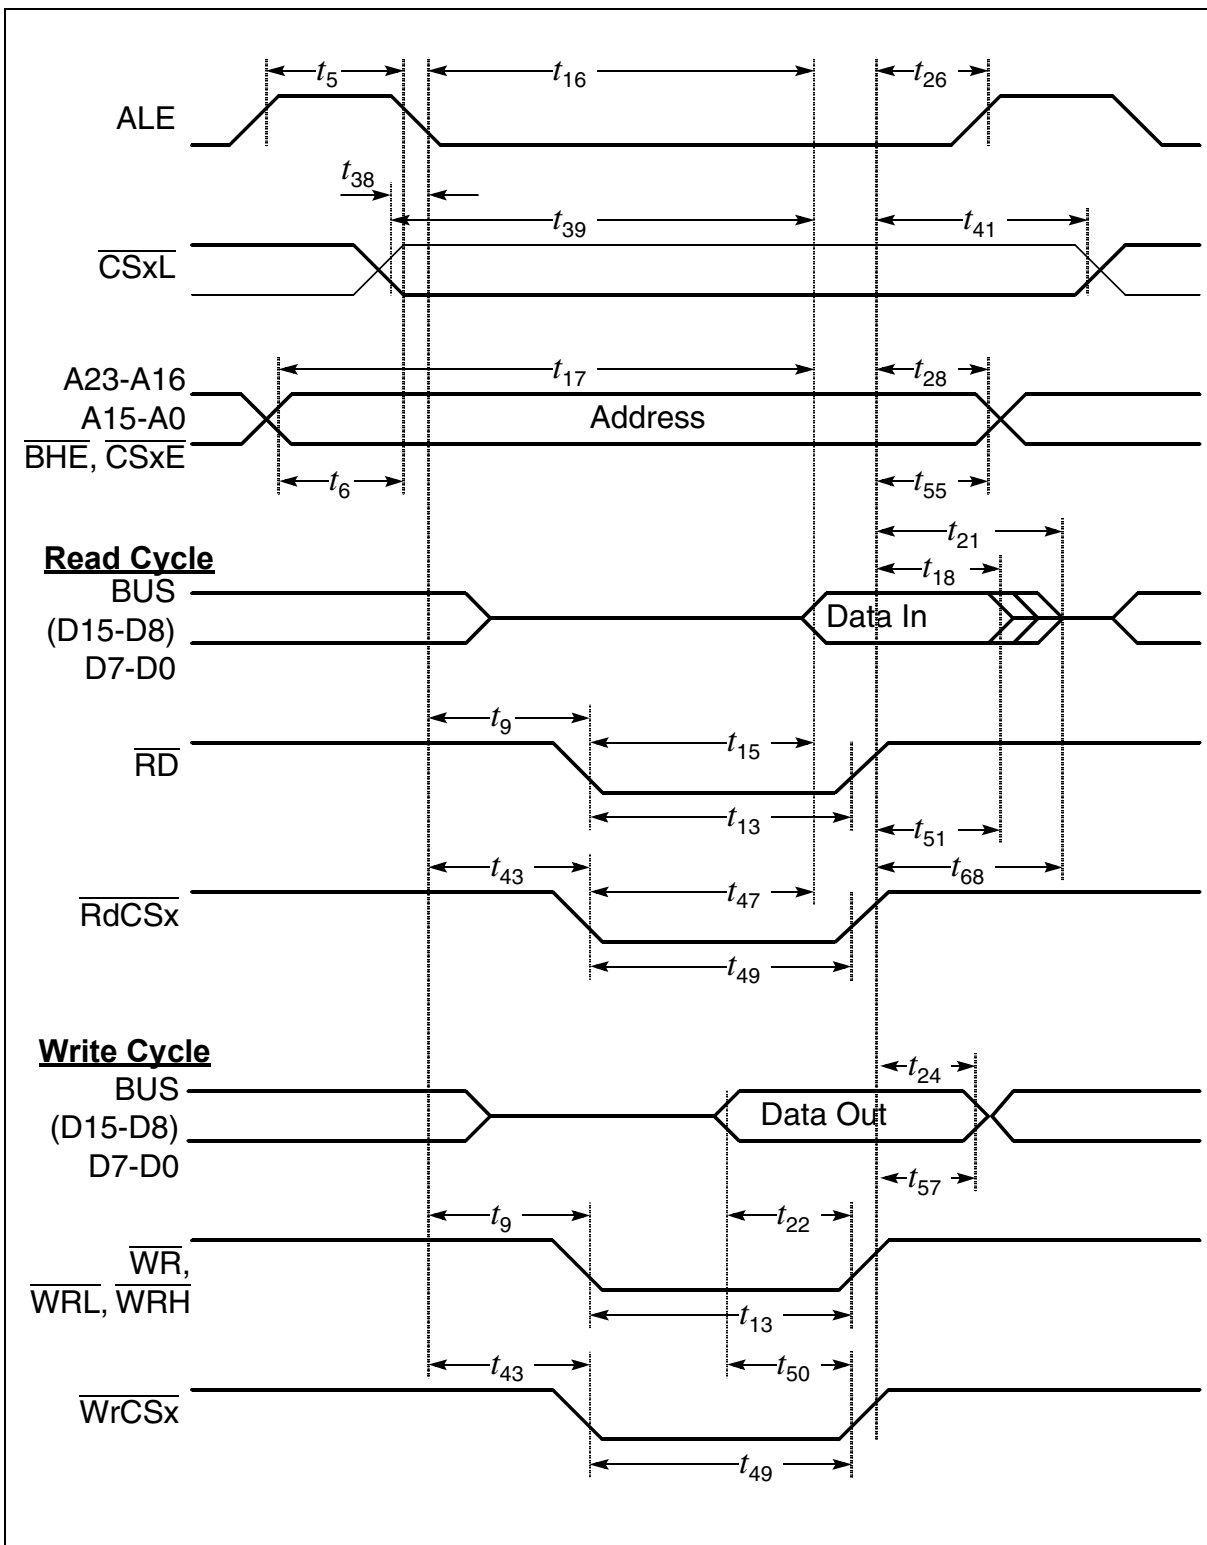 t5 t16 t26
ALE
t38
t39 t41
CSxL
t17 t28
A23-A16
A15-A0 Address
BHE, CSxE
t6 t55
t21
Read Cycle
t18
BUS
(D15-D8) Data In
D7-D0
t9
t15
RD
t13 t51
t43 t68
t47
RdCSx
t49
Write Cycle
t24
BUS
(D15-D8) Data Out
D7-D0
t57
t9 t22
WR,
WRL, WRH
t13
t43 t50
WrCSx
t49